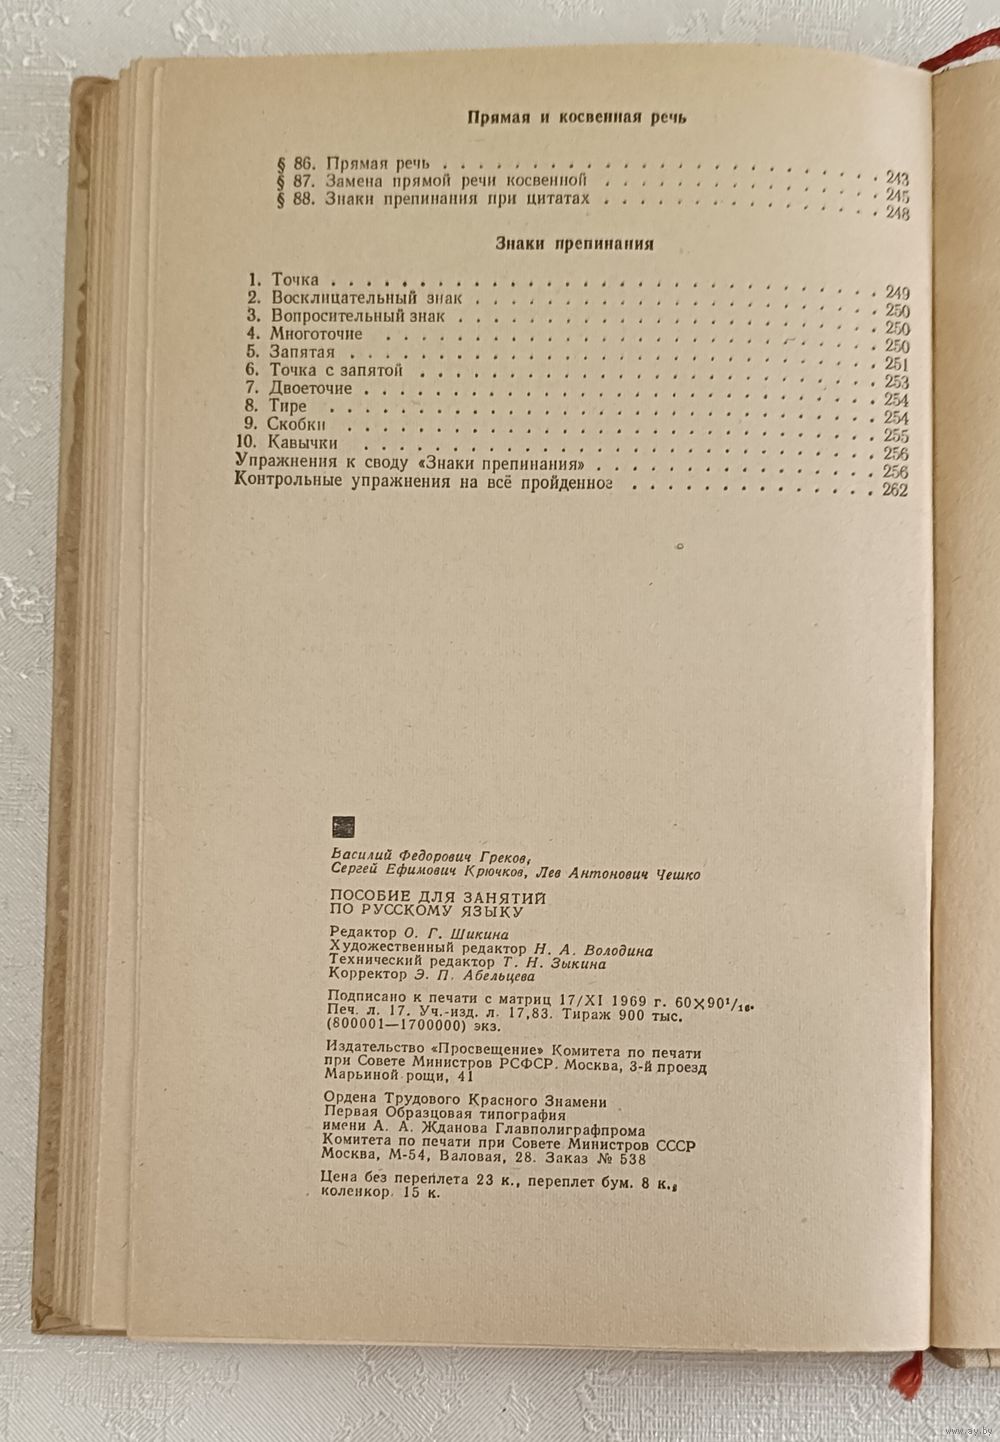 Прямая и косвенная речь
§ 86. Прямая речь . . . . . . . . . . . . . . . . . . . . 243
§ 87. Замена прямой речи косвенной . . . . . . . . . . . . 245
§ 88. Знаки препинания при цитатах . . . . . . . . . . . . 248
Знаки препинания
1. Точка . . . . . . . . . . . . . . . . . . . . . . . . 249
2. Восклицательный знак . . . . . . . . . . . . . . . . . 250
3. Вопросительный знак . . . . . . . . . . . . . . . . . . 250
4. Многоточие . . . . . . . . . . . . . . . . . . . . . . 250
5. Запятая . . . . . . . . . . . . . . . . . . . . . . . 251
6. Точка с запятой . . . . . . . . . . . . . . . . . . . . 253
7. Двоеточие . . . . . . . . . . . . . . . . . . . . . . 254
8. Тире . . . . . . . . . . . . . . . . . . . . . . . . 254
9. Скобки . . . . . . . . . . . . . . . . . . . . . . . . 255
10. Кавычки . . . . . . . . . . . . . . . . . . . . . . . 256
Упражнения к своду «Знаки препинания» . . . . . . . . . . . 256
Контрольные упражнения на всё пройденное . . . . . . . . . . 262
Василий Федорович Греков,
Сергей Ефимович Крючков, Лев Антонович Чешко
ПОСОБИЕ ДЛЯ ЗАНЯТИЙ
ПО РУССКОМУ ЯЗЫКУ
Редактор О. Г. Шикина
Художественный редактор Н. А. Володина
Технический редактор Т. Н. Зыкина
Корректор Э. П. Абельцева
Подписано к печати с матриц 17/XI 1969 г. 60×90¹/₁₆.
Печ. л. 17. Уч.-изд. л. 17,83. Тираж 900 тыс.
(800001—1700000) экз.
Издательство «Просвещение» Комитета по печати
при Совете Министров РСФСР. Москва, 3-й проезд
Марьиной рощи, 41
Ордена Трудового Красного Знамени
Первая Образцовая типография
имени А. А. Жданова Главполиграфпрома
Комитета по печати при Совете Министров СССР
Москва, М-54, Валовая, 28. Заказ № 538
Цена без переплета 23 к., переплет бум. 8 к.,
коленкор. 15 к.
www.ay.by